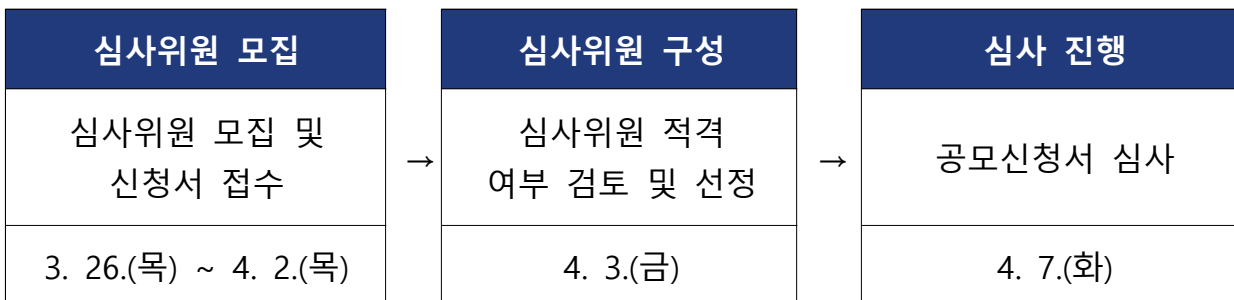 심사위원 모집
심사위원 모집 및
신청서 접수
3. 26.(목) ~ 4. 2.(목)
→
심사위원 구성
심사위원 적격
여부 검토 및 선정
4. 3.(금)
→
심사 진행
공모신청서 심사
4. 7.(화)